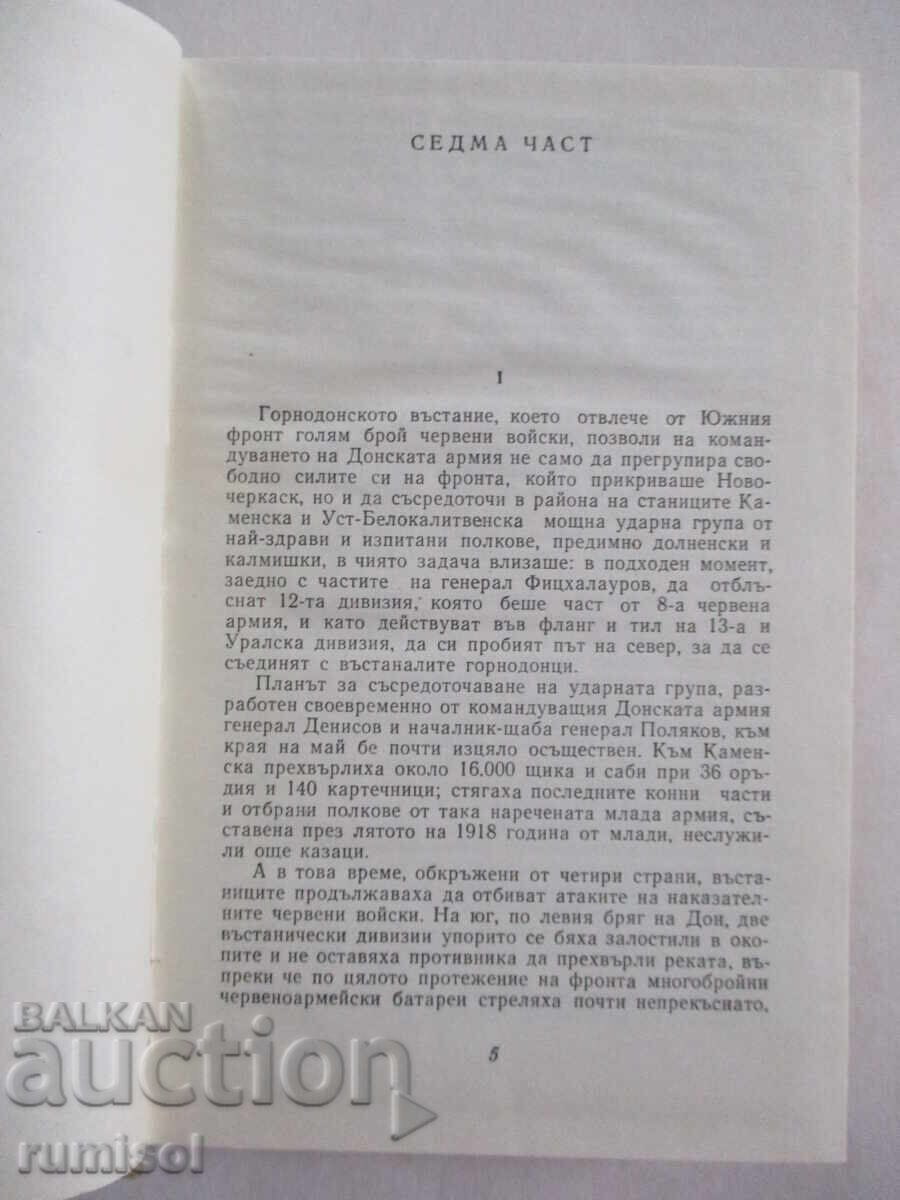 СЕДМА ЧАСТ
I
Горнодонското въстание, което отвлече от Южния
фронт голям брой червени войски, позволи на коман-
дуването на Донската армия не само да прегрупира сво-
бодно силите си на фронта, който прикриваше Ново-
черкаск, но и да съсредоточи в района на станиците Ка-
менска и Уст-Белокалитвенска мощна ударна група от
най-здрави и изпитани полкове, предимно долненски и
калмишки, в чиято задача влизаше: в подходен момент,
заедно с частите на генерал Фицхалауров, да отблъ-
снат 12-та дивизия, която беше част от 8-а червена
армия, и като действуват във фланг и тил на 13-а и
Уралска дивизия, да си пробият път на север, за да се
съединят с въстаналите горнодонци.
Планът за съсредоточаване на ударната група, раз-
работен своевременно от командуващия Донската армия
генерал Денисов и началник-щаба генерал Поляков, към
края на май бе почти изцяло осъществен. Към Камен-
ска прехвърлиха около 16.000 щика и саби при 36 оръ-
дия и 140 картечници; стягаха последните конни части
и отбрани полкове от така наречената млада армия, съ-
ставена през лятото на 1918 година от млади, неслужи-
ли още казаци.
А в това време, обкръжени от четири страни, въста-
ниците продължаваха да отбиват атаките на наказател-
ните червени войски. На юг, по левия бряг на Дон, две
въстанически дивизии упорито се бяха залостили в око-
пите и не оставяха противника да прехвърли реката, въ-
преки че по цялото протежение на фронта многобройни
червеноармейски батареи стреляха почти непрекъснато,
5
BALKAN
auction
rumisol